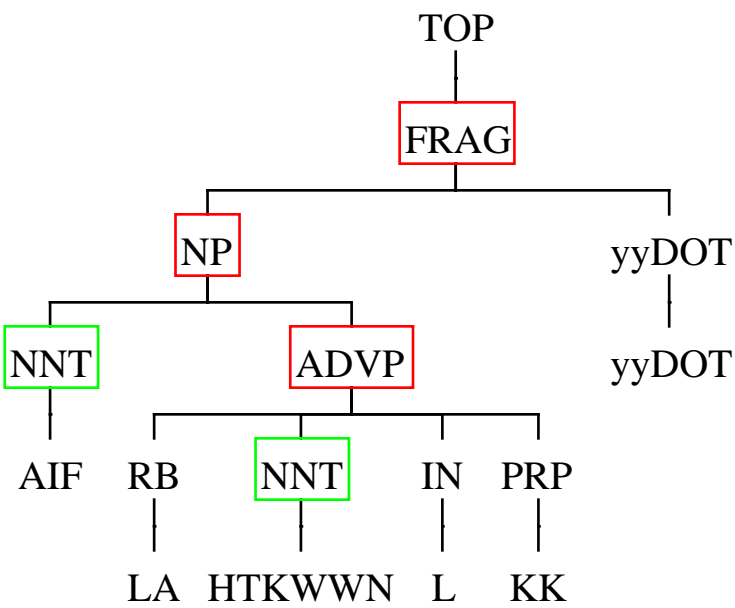 TOP
FRAG
NP yyDOT
NNT ADVP yyDOT
AIF RB NNT IN PRP
LA HTKWWN L KK